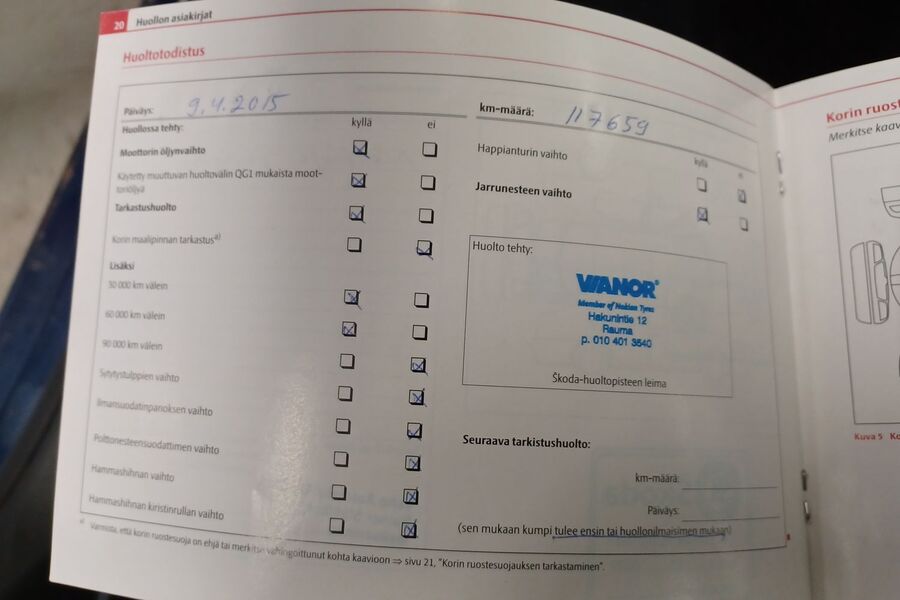 20 Huollon asiakirjat
Huoltotodistus
Päiväys: 9.4.2015
Huollossa tehty: kyllä ei
Moottorin öljynvaihto
Käytetty muuttuvan huoltovälin QG1 mukaista moot-
toriöljyä
Tarkastushuolto
Korin maalipinnan tarkastus a)
Lisäksi
30 000 km välein
60 000 km välein
90 000 km välein
Sytytystulppien vaihto
Ilmansuodatinpanoksen vaihto
Polttonesteensuodattimen vaihto
Hammashihnan vaihto
Hammashihnan kiristinrullan vaihto
km-määrä: 117659
kyllä ei
Happianturin vaihto
Jarrunesteen vaihto
Huolto tehty:
WIANOR
Member of Nokian Tyres
Hakunintie 12
Rauma
p. 010 401 3540
Škoda-huoltopisteen leima
Seuraava tarkistushuolto:
km-määrä:
Päiväys:
(sen mukaan kumpi tulee ensin tai huollonilmaisimen mukaan)
a) Varmista, että korin ruostesuoja on ehjä tai merkitse vahingoittunut kohta kaavioon ⇒ sivu 21, "Korin ruostesuojauksen tarkastaminen".
Korin ruost
Merkitse kaav
Kuva 5 Ko